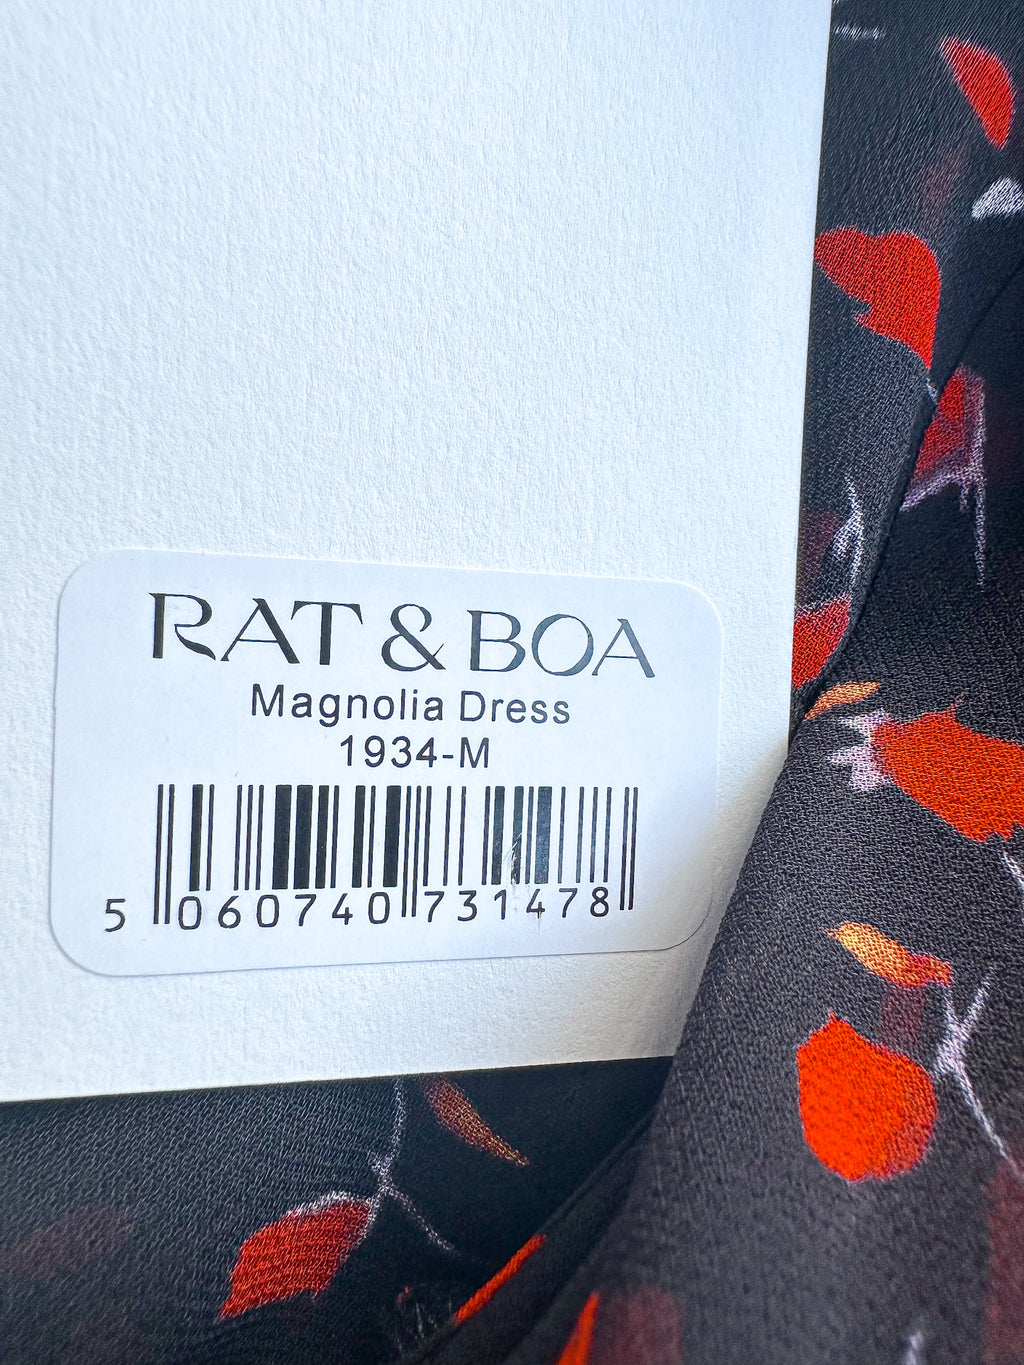 RAT & BOA
Magnolia Dress
1934-M
5 060740 731478